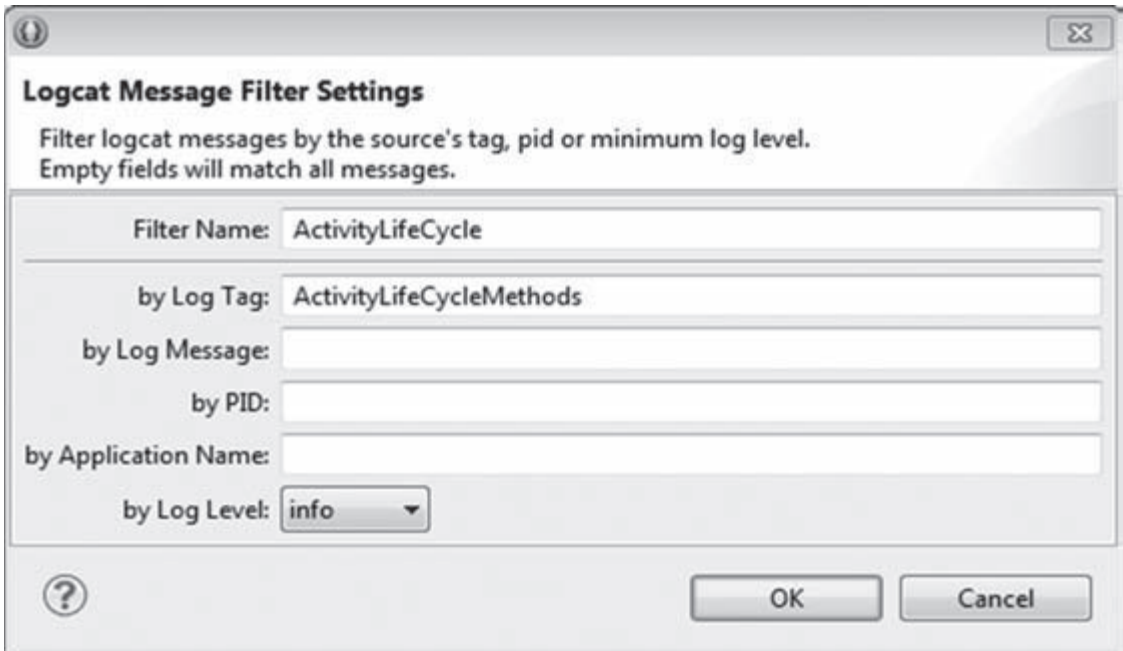 Logcat Message Filter Settings
Filter logcat messages by the source's tag, pid or minimum log level.
Empty fields will match all messages.
Filter Name: ActivityLifeCycle
by Log Tag: ActivityLifeCycleMethods
by Log Message:
by PID:
by Application Name:
by Log Level: info
?
OK Cancel